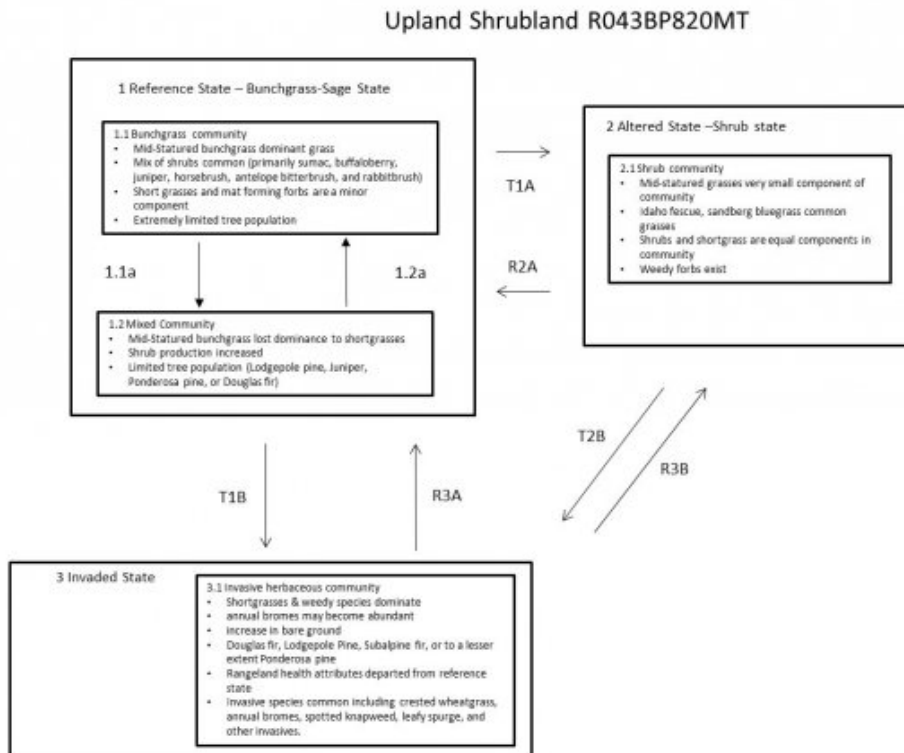 Upland Shrubland R043BP820MT
1 Reference State – Bunchgrass-Sage State
1.1 Bunchgrass community
• Mid-Statured bunchgrass dominant grass
• Mix of shrubs common (primarily sumac, buffaloberry,
juniper, horsebrush, antelope bitterbrush, and rabbitbrush)
• Short grasses and mat forming forbs are a minor
component
• Extremely limited tree population
1.1a
1.2a
1.2 Mixed Community
• Mid-Statured bunchgrass lost dominance to shortgrasses
• Shrub production increased
• Limited tree population (Lodgepole pine, Juniper,
Ponderosa pine, or Douglas fir)
T1A
R2A
2 Altered State –Shrub state
2.1 Shrub community
• Mid-statured grasses very small component of
community
• Idaho fescue, sandberg bluegrass common
grasses
• Shrubs and shortgrass are equal components in
community
• Weedy forbs exist
T1B
R3A
T2B
R3B
3 Invaded State
3.1 Invasive herbaceous community
• Shortgrasses & weedy species dominate
• annual bromes may become abundant
• increase in bare ground
• Douglas fir, Lodgepole Pine, Subalpine fir, or to a lesser
extent Ponderosa pine
• Rangeland health attributes departed from reference
state
• Invasive species common including crested wheatgrass,
annual bromes, spotted knapweed, leafy spurge, and
other invasives.